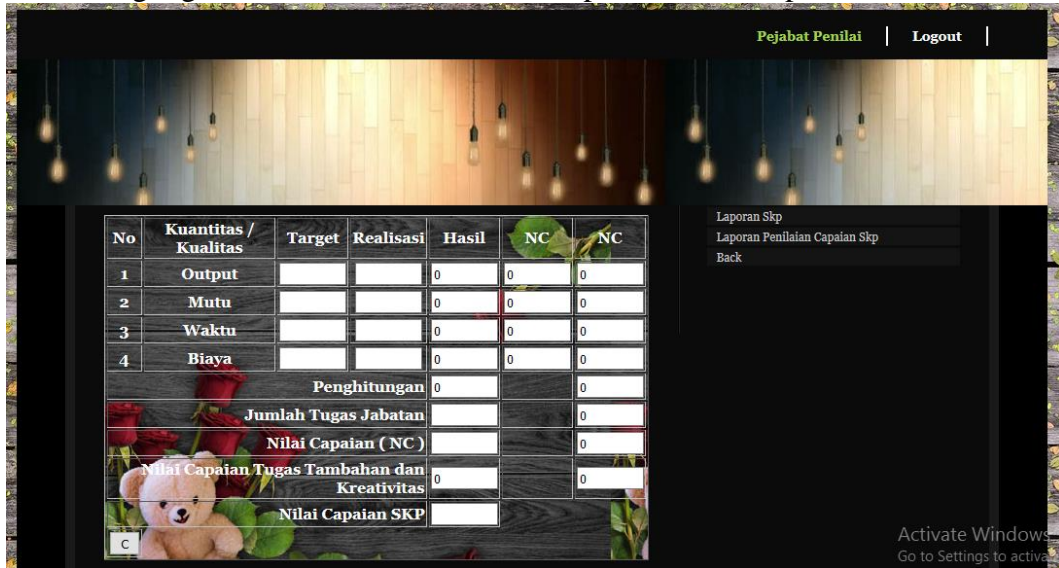 Pejabat Penilai | Logout |
No Kuantitas / Kualitas Target Realisasi Hasil NC NC
1 Output 0 0 0
2 Mutu 0 0 0
3 Waktu 0 0 0
4 Biaya 0 0 0
Penghitungan 0 0
Jumlah Tugas Jabatan 0
Nilai Capaian ( NC ) 0
Nilai Capaian Tugas Tambahan dan
Kreativitas 0 0
Nilai Capaian SKP
C
Laporan Skp
Laporan Penilaian Capaian Skp
Back
Activate Windows
Go to Settings to activa